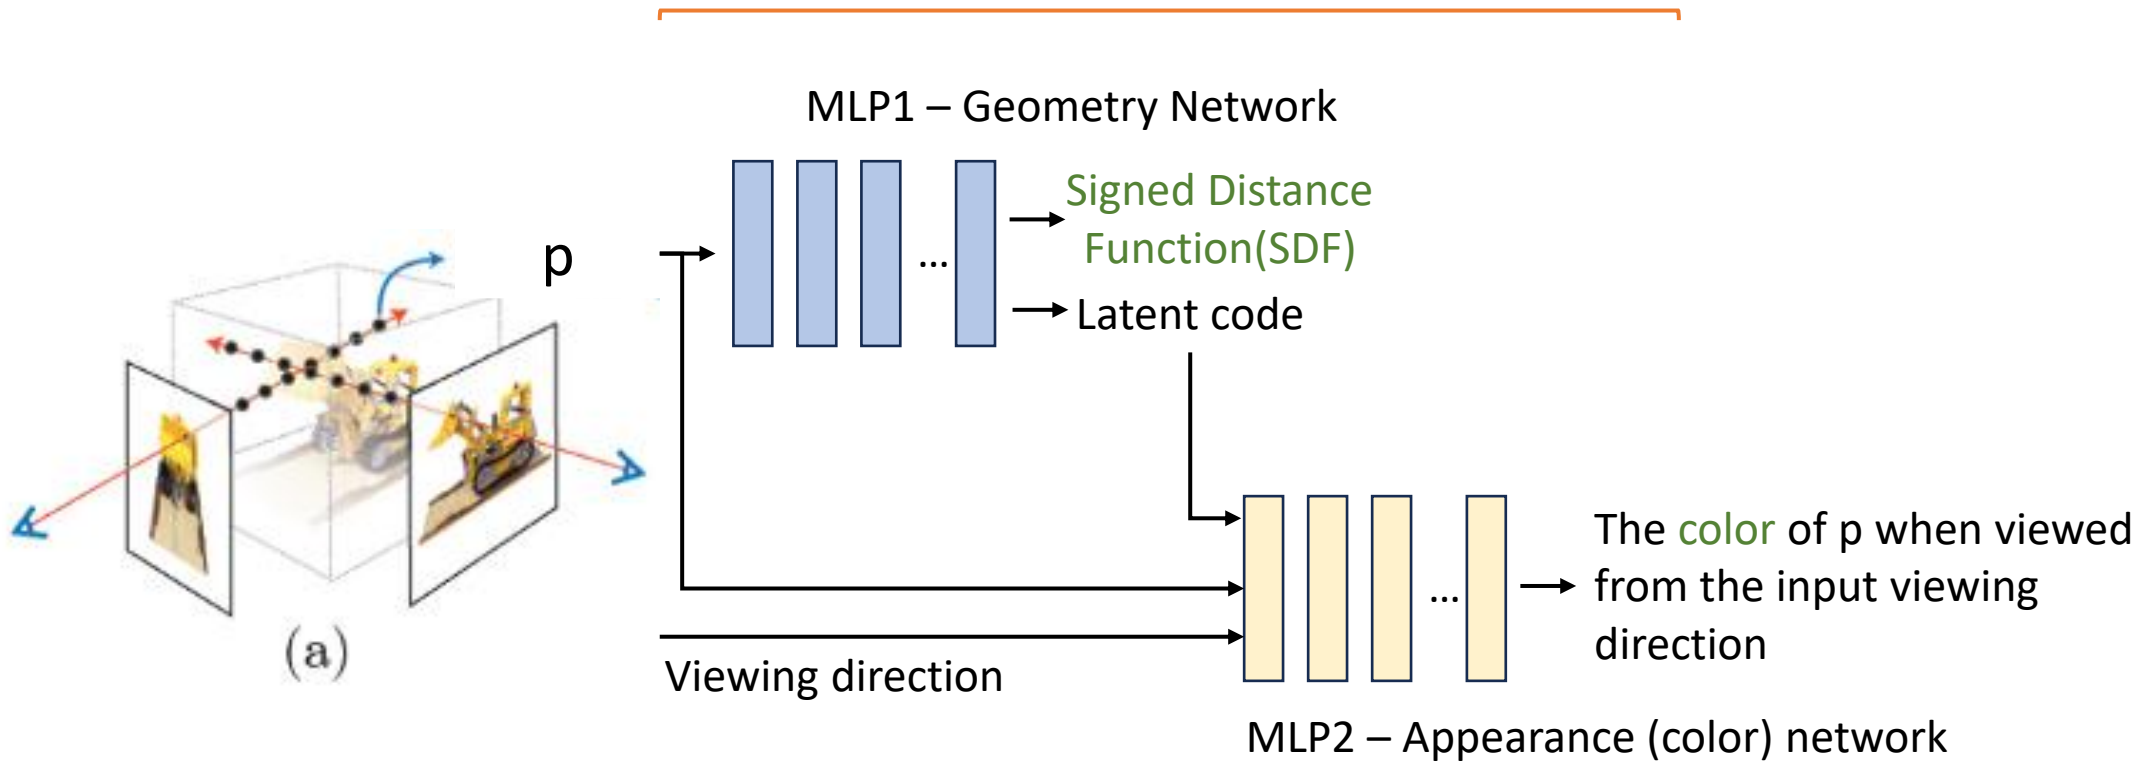 MLP1 – Geometry Network
Signed Distance
Function(SDF)
p
...
Latent code
(a)
Viewing direction
...
The color of p when viewed
from the input viewing
direction
MLP2 – Appearance (color) network